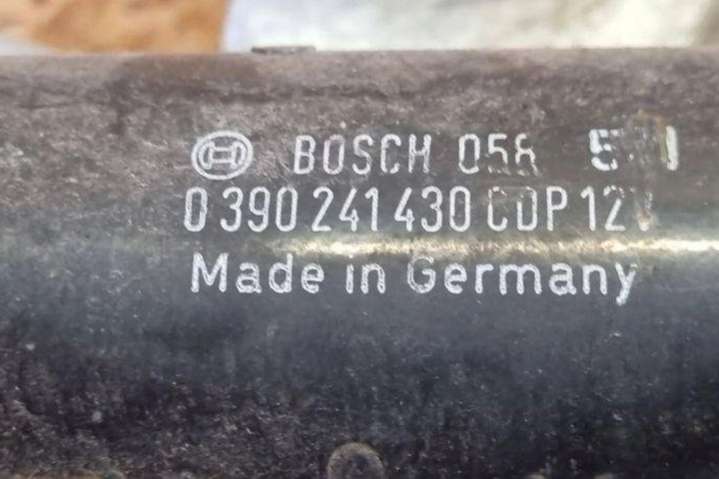 BOSCH 058
0 390 241 430 CDP 12V
Made in Germany